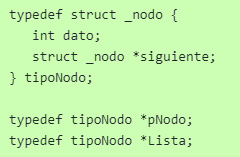 typedef struct _nodo {
int dato;
struct _nodo *siguiente;
} tipoNodo;
typedef tipoNodo *pNodo;
typedef tipoNodo *Lista;